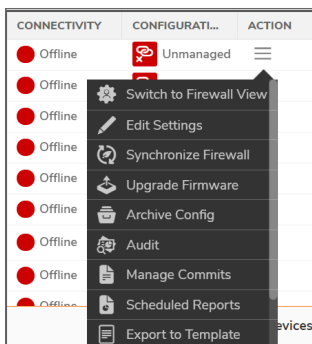 CONNECTIVITY CONFIGURATI... ACTION
Offline Unmanaged
Offline
Switch to Firewall View
Offline
Edit Settings
Offline
Synchronize Firewall
Offline
Upgrade Firmware
Offline
Archive Config
Offline
Audit
Offline
Manage Commits
Offline
Scheduled Reports
evices
Export to Template